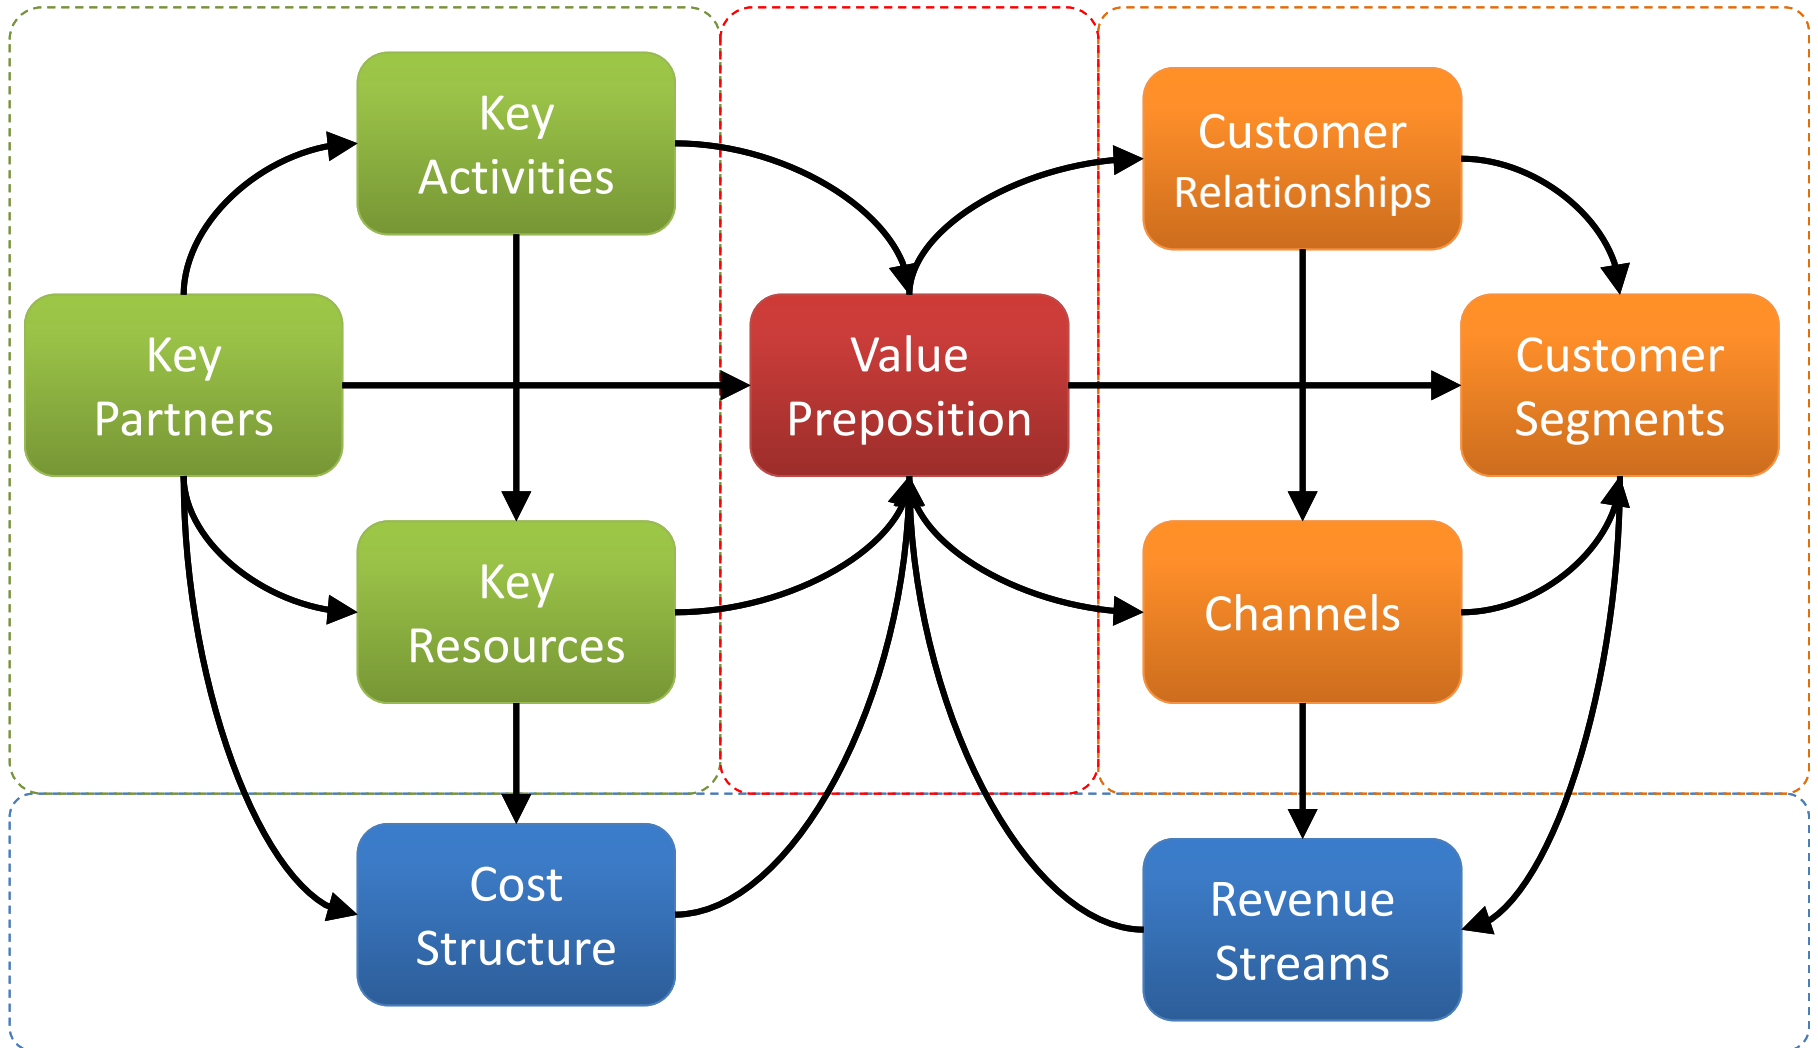 Key
Activities
Customer
Relationships
Key
Partners
Value
Preposition
Customer
Segments
Key
Resources
Channels
Cost
Structure
Revenue
Streams